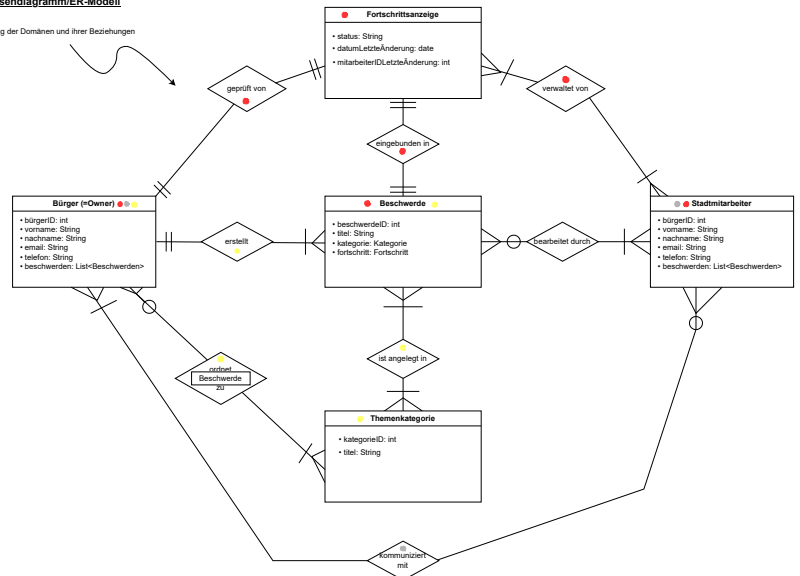 sendiagramm/ER-Modell
g der Domänen und ihrer Beziehungen
Fortschrittsanzeige
• status: String
• datumLetzteÄnderung: date
• mitarbeiterIDLetzteÄnderung: int
geprüft von
verwaltet von
eingebunden in
Bürger (=Owner)
• bürgerID: int
• vorname: String
• nachname: String
• email: String
• telefon: String
• beschwerden: List<Beschwerden>
erstellt
Beschwerde
• beschwerdeID: int
• titel: String
• kategorie: Kategorie
• fortschritt: Fortschritt
bearbeitet durch
Stadtmitarbeiter
• bürgerID: int
• vorname: String
• nachname: String
• email: String
• telefon: String
• beschwerden: List<Beschwerden>
ist angelegt in
ordnet
Beschwerde
zu
Themenkategorie
• kategorieID: int
• titel: String
kommuniziert
mit